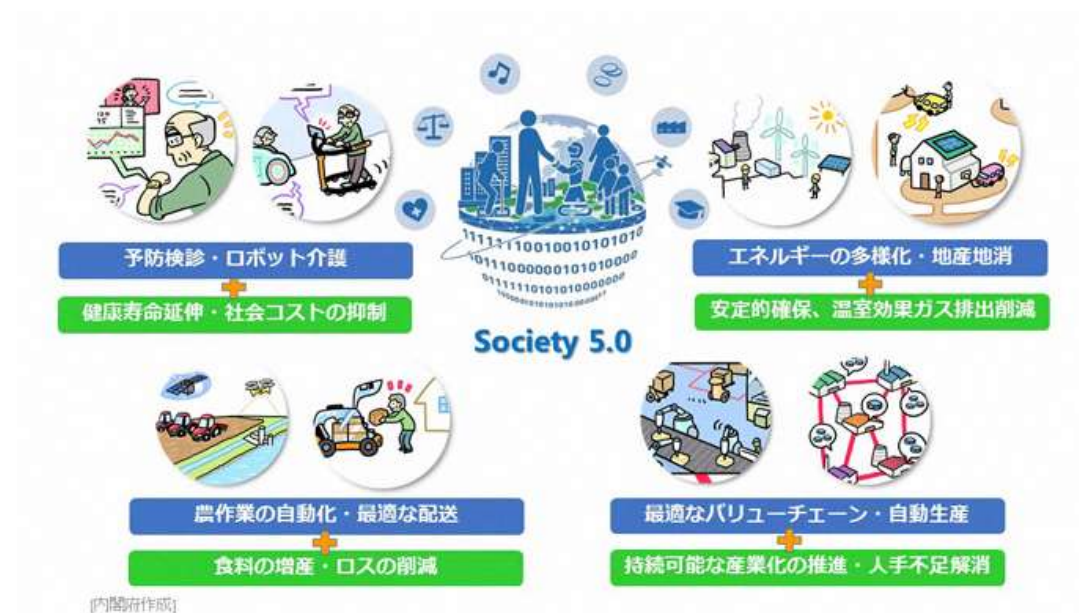 予防検診・ロボット介護
健康寿命延伸・社会コストの抑制
エネルギーの多様化・地産地消
安定的確保、温室効果ガス排出削減
Society 5.0
農作業の自動化・最適な配送
食料の増産・ロスの削減
最適なバリューチェーン・自動生産
持続可能な産業化の推進・人手不足解消
[内閣府作成]